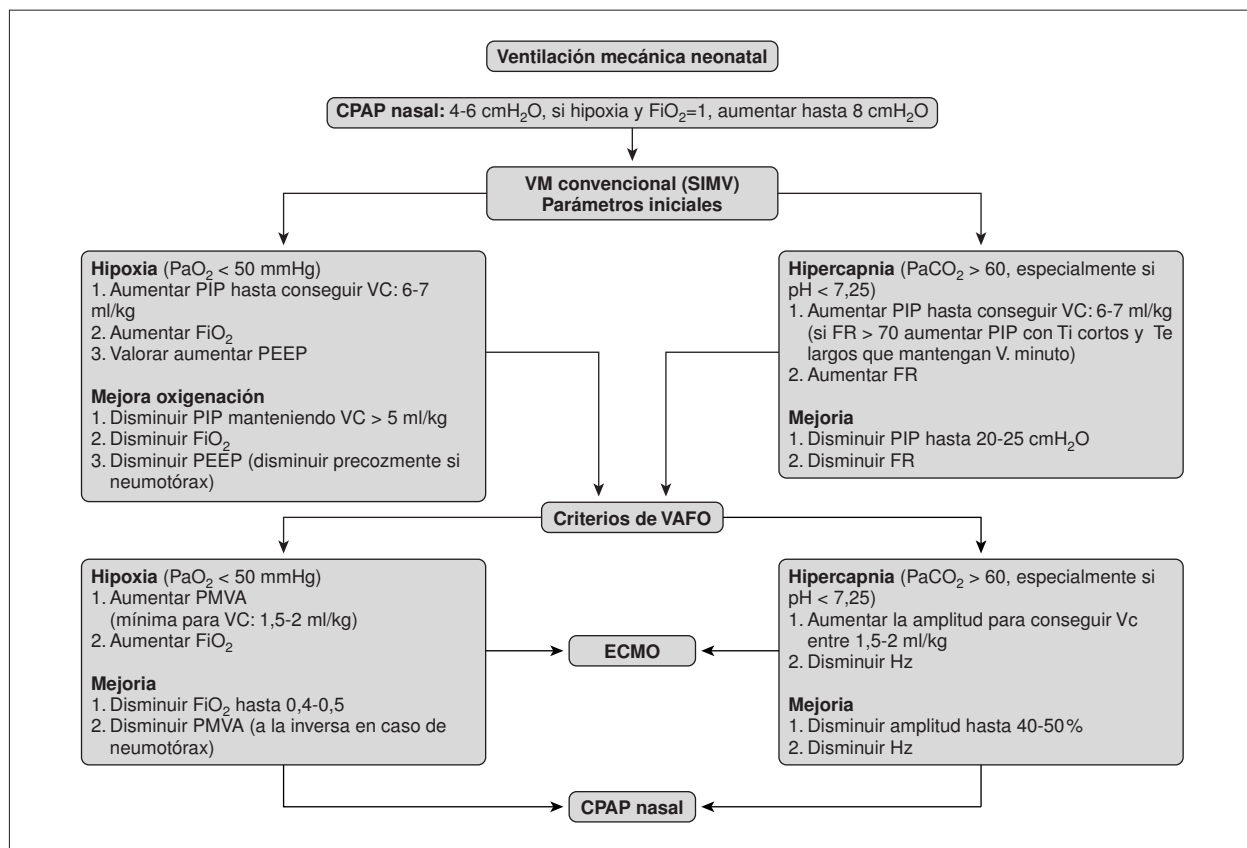 Ventilación mecánica neonatal
CPAP nasal: 4-6 cmH₂O, si hipoxia y FiO₂=1, aumentar hasta 8 cmH₂O
VM convencional (SIMV)
Parámetros iniciales
Hipoxia (PaO₂ < 50 mmHg)
1. Aumentar PIP hasta conseguir VC: 6-7
ml/kg
2. Aumentar FiO₂
3. Valorar aumentar PEEP
Mejora oxigenación
1. Disminuir PIP manteniendo VC > 5 ml/kg
2. Disminuir FiO₂
3. Disminuir PEEP (disminuir precozmente si
neumotórax)
Hipercapnia (PaCO₂ > 60, especialmente si
pH < 7,25)
1. Aumentar PIP hasta conseguir VC: 6-7 ml/kg
(si FR > 70 aumentar PIP con Ti cortos y Te
largos que mantengan V. minuto)
2. Aumentar FR
Mejoria
1. Disminuir PIP hasta 20-25 cmH₂O
2. Disminuir FR
Criterios de VAFO
Hipoxia (PaO₂ < 50 mmHg)
1. Aumentar PMVA
(mínima para VC: 1,5-2 ml/kg)
2. Aumentar FiO₂
Mejoria
1. Disminuir FiO₂ hasta 0,4-0,5
2. Disminuir PMVA (a la inversa en caso de
neumotórax)
ECMO
Hipercapnia (PaCO₂ > 60, especialmente si
pH < 7,25)
1. Aumentar la amplitud para conseguir Vc
entre 1,5-2 ml/kg
2. Disminuir Hz
Mejoria
1. Disminuir amplitud hasta 40-50%
2. Disminuir Hz
CPAP nasal